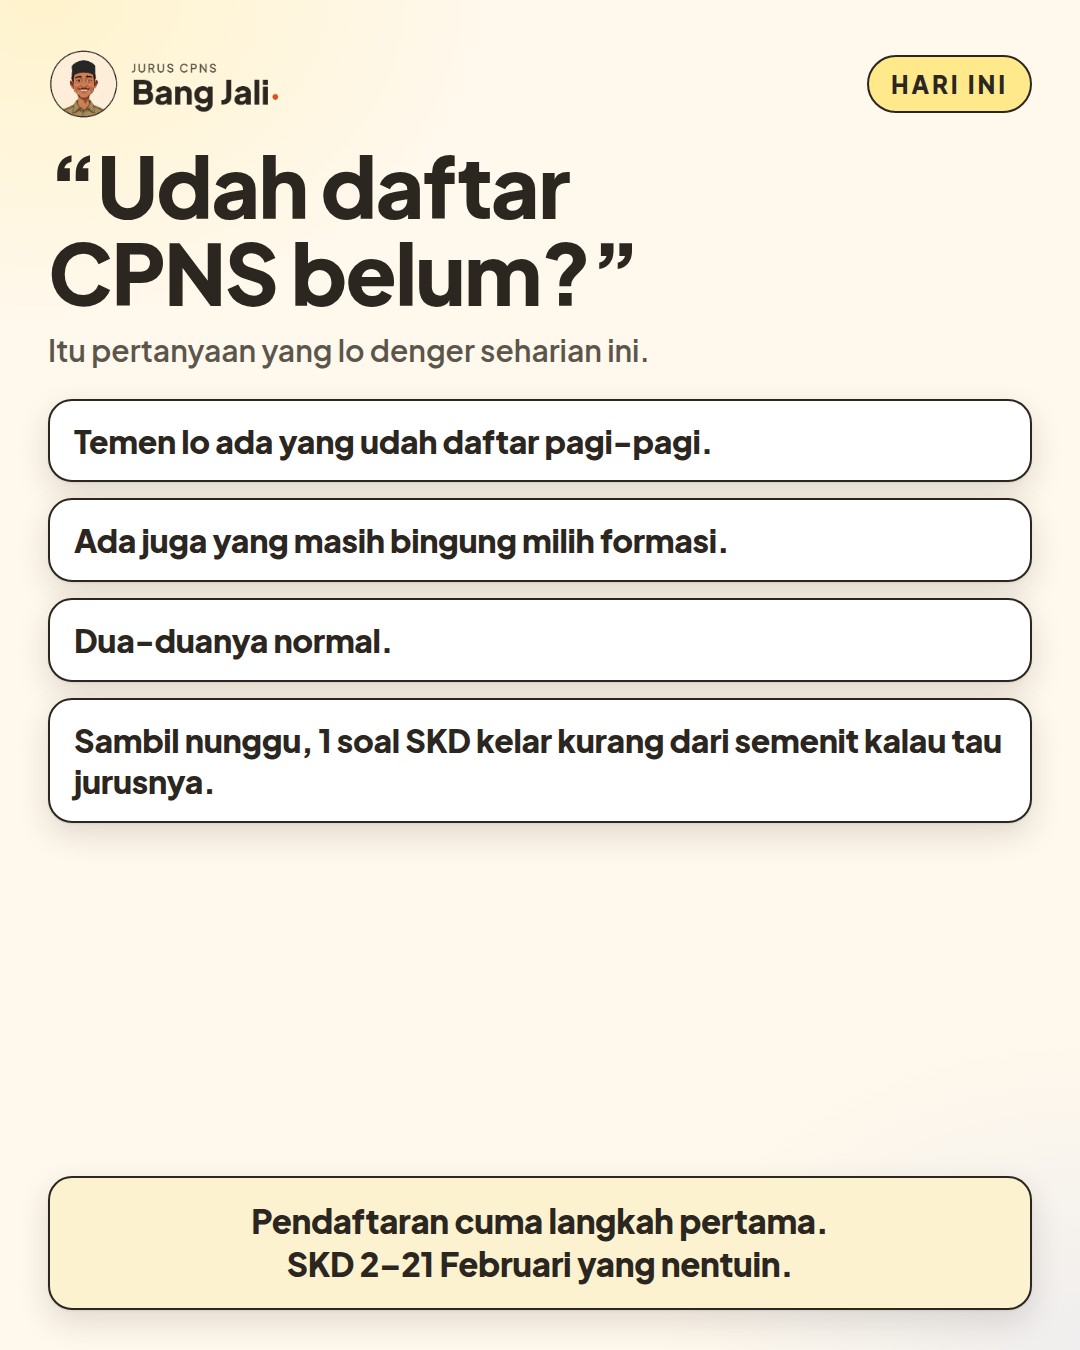 JURUS CPNS
Bang Jali
HARI INI
“Udah daftar
CPNS belum?”
Itu pertanyaan yang lo denger seharian ini.
Temen lo ada yang udah daftar pagi-pagi.
Ada juga yang masih bingung milih formasi.
Dua-duanya normal.
Sambil nunggu, 1 soal SKD kelar kurang dari semenit kalau tau
jurusnya.
Pendaftaran cuma langkah pertama.
SKD 2–21 Februari yang nentuin.